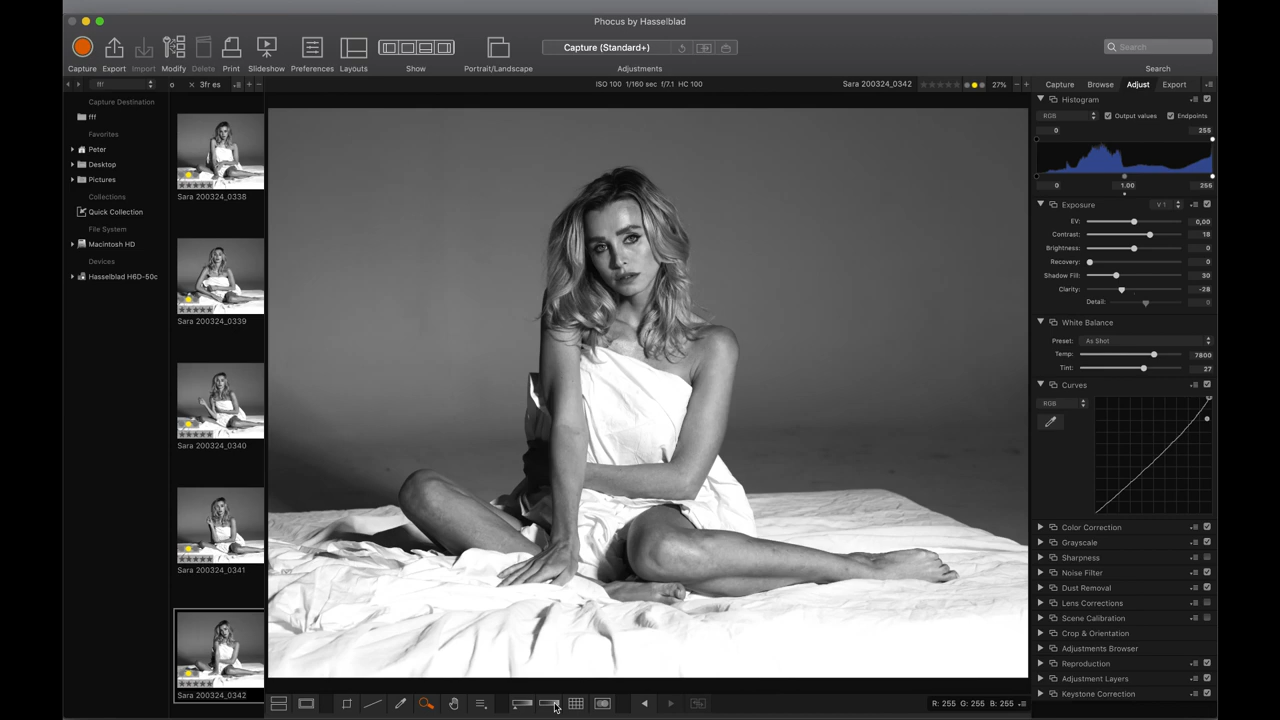 Phocus by Hasselblad
Capture Export Import Modify Delete Print Slideshow Preferences Layouts Show Portrait/Landscape Adjustments Search
Capture (Standard+)
Search
fff
3fr es
ISO 100 1/160 sec f/7.1 HC 100
Sara 200324_0342
27%
Capture Browse Adjust Export
Capture Destination
fff
Favorites
Peter
Desktop
Pictures
Collections
Quick Collection
File System
Macintosh HD
Devices
Hasselblad H6D-50c
Sara 200324_0338
Sara 200324_0339
Sara 200324_0340
Sara 200324_0341
Sara 200324_0342
Histogram
RGB Output values Endpoints
0 255
0 1.00 255
Exposure V 1
EV: 0,00
Contrast: 18
Brightness: 0
Recovery: 0
Shadow Fill: 30
Clarity: -28
Detail: 0
White Balance
Preset: As Shot
Temp: 7800
Tint: 27
Curves
RGB
Color Correction
Grayscale
Sharpness
Noise Filter
Dust Removal
Lens Corrections
Scene Calibration
Crop & Orientation
Adjustments Browser
Reproduction
Adjustment Layers
Keystone Correction
R: 255 G: 255 B: 255